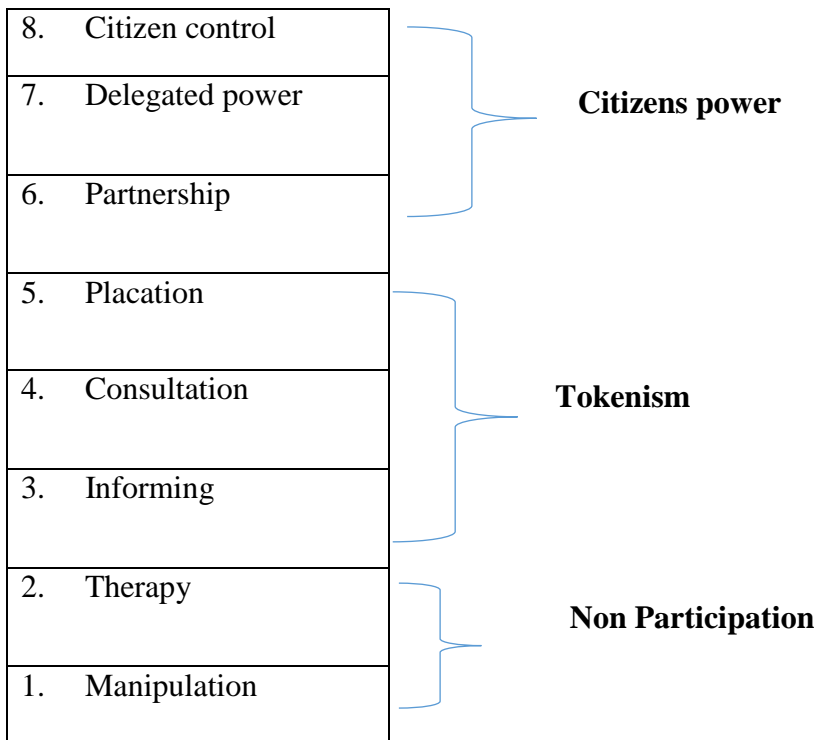 8. Citizen control
7. Delegated power
Citizens power
6. Partnership
5. Placation
4. Consultation
Tokenism
3. Informing
2. Therapy
Non Participation
1. Manipulation